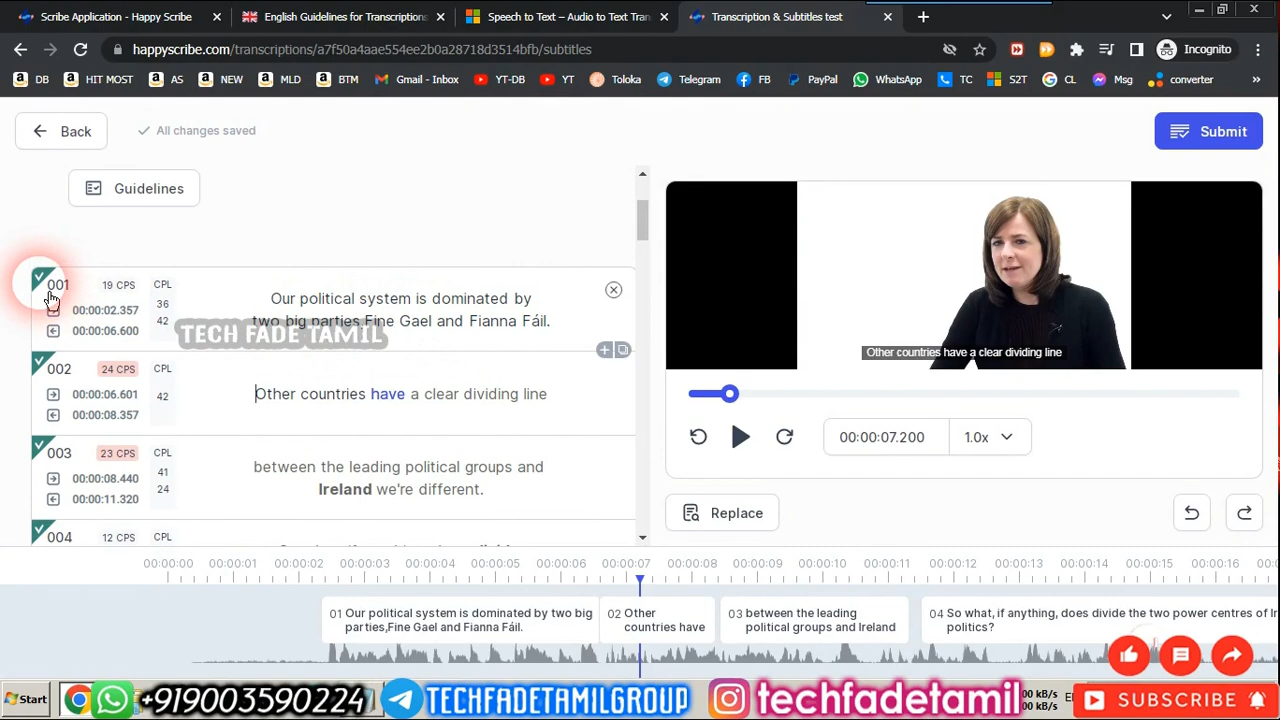 Scribe Application - Happy Scribe
English Guidelines for Transcriptions
Speech to Text – Audio to Text Tran
Transcription & Subtitles test
happyscribe.com/transcriptions/a7f50a4aae554ee2b0a28718d3514bfb/subtitles
Incognito
DB
HIT MOST
AS
NEW
MLD
BTM
Gmail - Inbox
YT-DB
YT
Toloka
Telegram
FB
PayPal
WhatsApp
TC
S2T
CL
Msg
converter
Back
All changes saved
Submit
Guidelines
001 19 CPS CPL
00:00:02.357 36
00:00:06.600 42
Our political system is dominated by
two big parties Fine Gael and Fianna Fáil.
TECH FADE TAMIL
002 24 CPS CPL
00:00:06.601 42
00:00:08.357
Other countries have a clear dividing line
003 23 CPS CPL
00:00:08.440 41
00:00:11.320 24
between the leading political groups and
Ireland we're different.
004 12 CPS CPL
Other countries have a clear dividing line
00:00:07.200
1.0x
Replace
00:00:00 00:00:01 00:00:02 00:00:03 00:00:04 00:00:05 00:00:06 00:00:07 00:00:08 00:00:09 00:00:10 00:00:11 00:00:12 00:00:13 00:00:14 00:00:15 00:00:16
01 Our political system is dominated by two big
parties,Fine Gael and Fianna Fáil.
02 Other
countries have
03 between the leading
political groups and Ireland
04 So what, if anything, does divide the two power centres of Ir
politics?
Start
+919003590224
TECHFADETAMILGROUP
techfadetamil
SUBSCRIBE